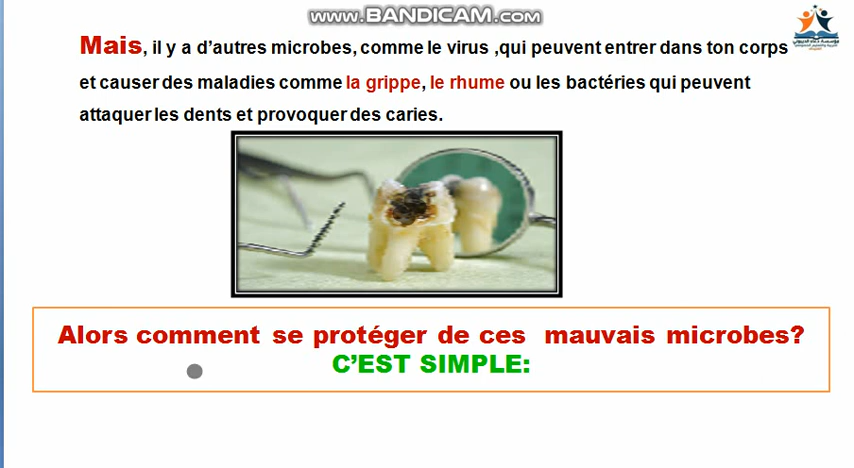 www.BANDICAM.com
Mais, il y a d'autres microbes, comme le virus ,qui peuvent entrer dans ton corps
et causer des maladies comme la grippe, le rhume ou les bactéries qui peuvent
attaquer les dents et provoquer des caries.
Alors comment se protéger de ces mauvais microbes?
C'EST SIMPLE: